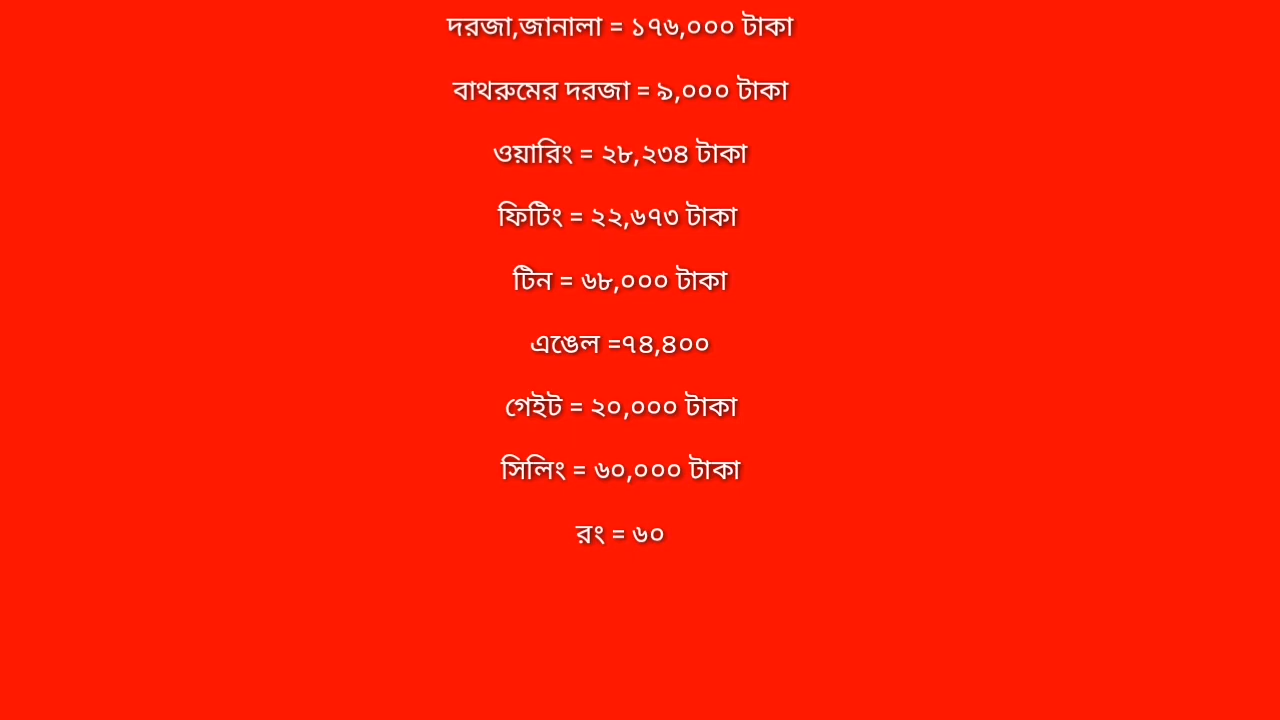 দরজা,জানালা = ১৭৬,০০০ টাকা
বাথরুমের দরজা = ৯,০০০ টাকা
ওয়ারিং = ২৮,২৩৪ টাকা
ফিটিং = ২২,৬৭৩ টাকা
টিন = ৬৮,০০০ টাকা
এঙেল =৭৪,৪০০
গেইট = ২০,০০০ টাকা
সিলিং = ৬০,০০০ টাকা
রং = ৬০